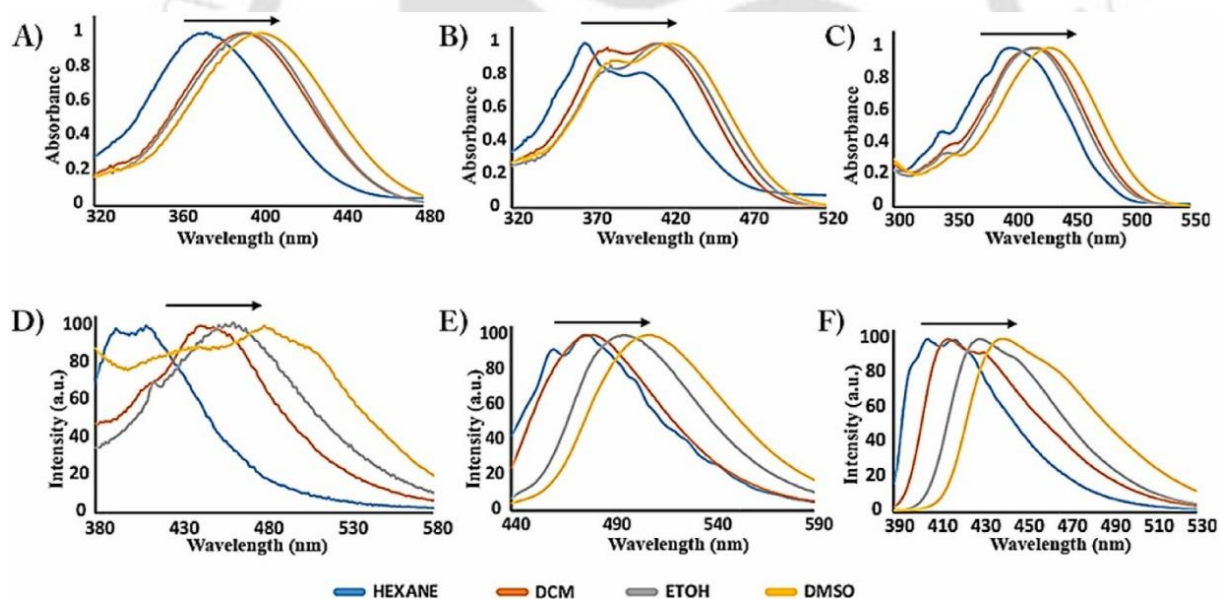 A)
Absorbance
1
0.8
0.6
0.4
0.2
0
320 360 400 440 480
Wavelength (nm)
B)
Absorbance
1
0.8
0.6
0.4
0.2
0
320 370 420 470 520
Wavelength (nm)
C)
Absorbance
1
0.8
0.6
0.4
0.2
0
300 350 400 450 500 550
Wavelength (nm)
D)
Intensity (a.u.)
100
80
60
40
20
0
380 430 480 530 580
Wavelength (nm)
E)
Intensity (a.u.)
100
80
60
40
20
0
440 490 540 590
Wavelength (nm)
F)
Intensity (a.u.)
100
80
60
40
20
0
390 410 430 450 470 490 510 530
Wavelength (nm)
HEXANE DCM ETOH DMSO